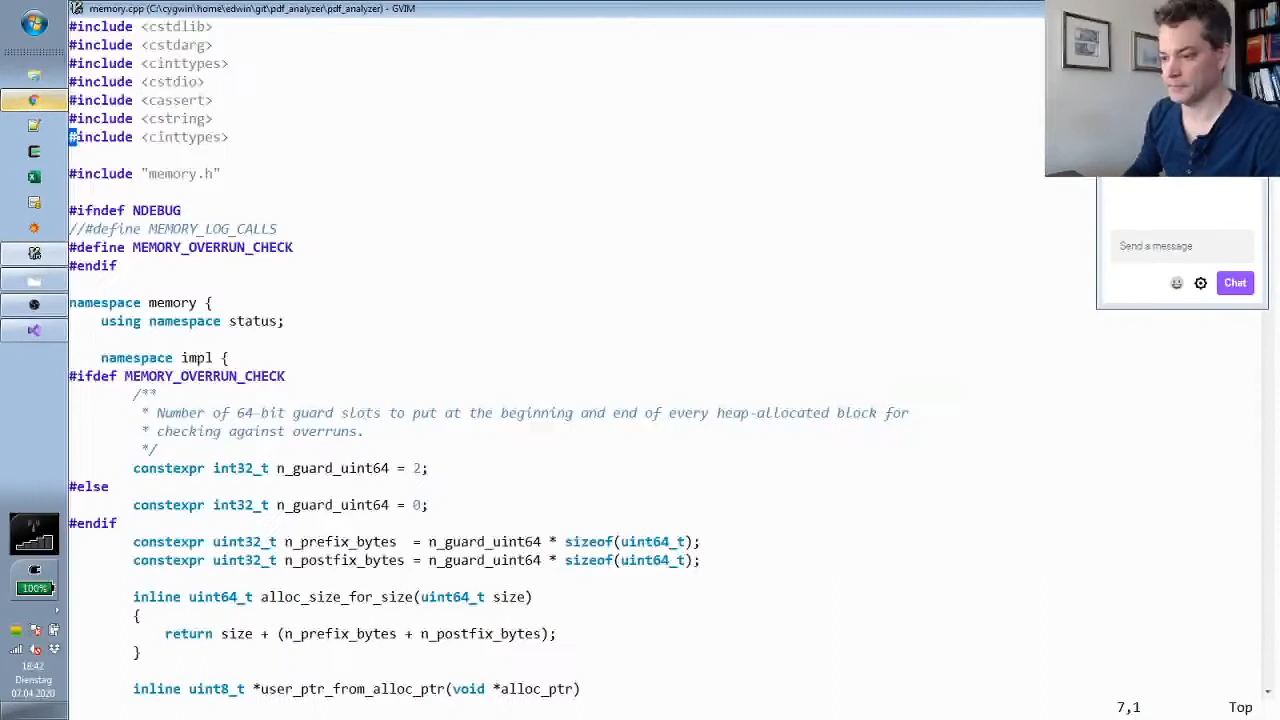 memory.cpp (C:\cygwin\home\edwin\git\pdf_analyzer\pdf_analyzer) - GVIM
#include <cstdlib>
#include <cstdarg>
#include <cinttypes>
#include <cstdio>
#include <cassert>
#include <cstring>
#include <cinttypes>
#include "memory.h"
#ifndef NDEBUG
//#define MEMORY_LOG_CALLS
#define MEMORY_OVERRUN_CHECK
#endif
namespace memory {
using namespace status;
namespace impl {
#ifdef MEMORY_OVERRUN_CHECK
/**
* Number of 64-bit guard slots to put at the beginning and end of every heap-allocated block for
* checking against overruns.
*/
constexpr int32_t n_guard_uint64 = 2;
#else
constexpr int32_t n_guard_uint64 = 0;
#endif
constexpr uint32_t n_prefix_bytes  = n_guard_uint64 * sizeof(uint64_t);
constexpr uint32_t n_postfix_bytes = n_guard_uint64 * sizeof(uint64_t);
inline uint64_t alloc_size_for_size(uint64_t size)
{
return size + (n_prefix_bytes + n_postfix_bytes);
}
inline uint8_t *user_ptr_from_alloc_ptr(void *alloc_ptr)
7,1 Top
Send a message
Chat
100%
18:42
Dienstag
07.04.2020